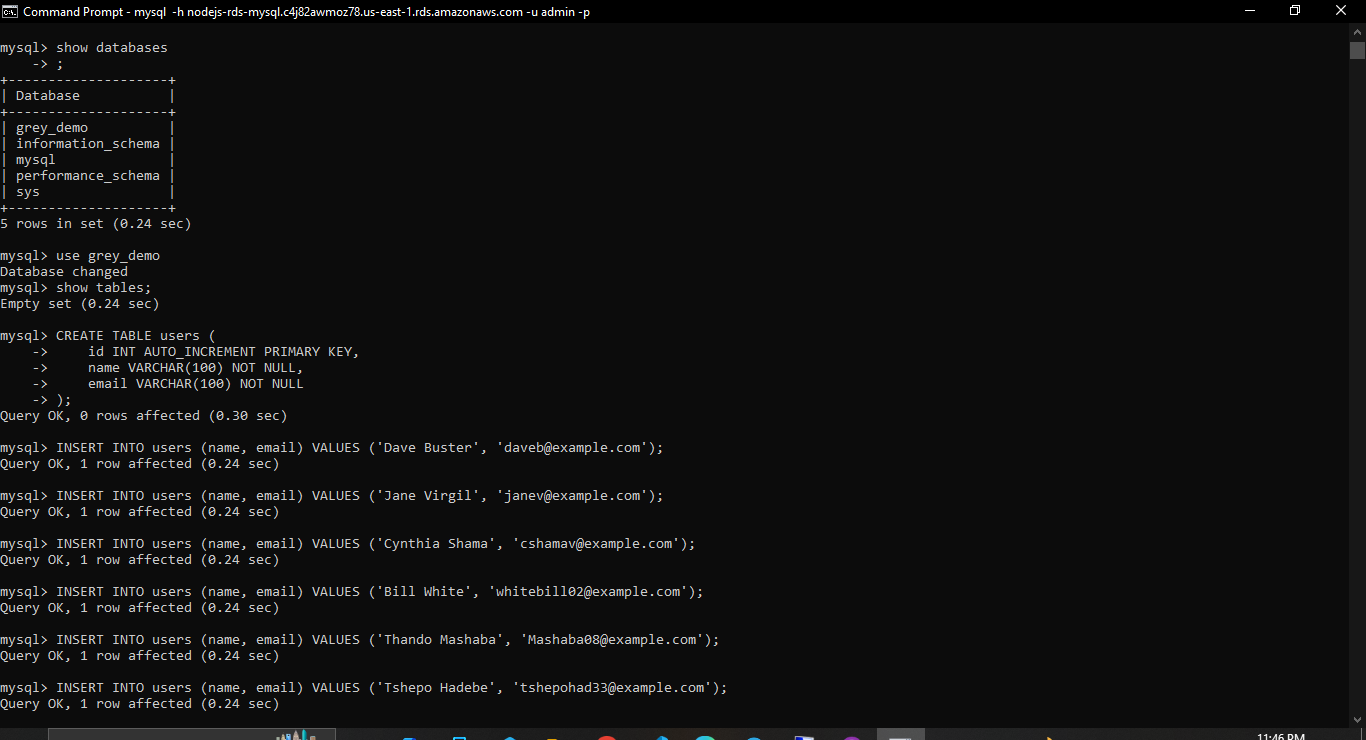 Command Prompt - mysql  -h nodejs-rds-mysql.c4j82awmoz78.us-east-1.rds.amazonaws.com -u admin -p
mysql> show databases
    -> ;
+--------------------+
| Database           |
+--------------------+
| grey_demo          |
| information_schema |
| mysql              |
| performance_schema |
| sys                |
+--------------------+
5 rows in set (0.24 sec)
mysql> use grey_demo
Database changed
mysql> show tables;
Empty set (0.24 sec)
mysql> CREATE TABLE users (
    ->     id INT AUTO_INCREMENT PRIMARY KEY,
    ->     name VARCHAR(100) NOT NULL,
    ->     email VARCHAR(100) NOT NULL
    -> );
Query OK, 0 rows affected (0.30 sec)
mysql> INSERT INTO users (name, email) VALUES ('Dave Buster', 'daveb@example.com');
Query OK, 1 row affected (0.24 sec)
mysql> INSERT INTO users (name, email) VALUES ('Jane Virgil', 'janev@example.com');
Query OK, 1 row affected (0.24 sec)
mysql> INSERT INTO users (name, email) VALUES ('Cynthia Shama', 'cshamav@example.com');
Query OK, 1 row affected (0.24 sec)
mysql> INSERT INTO users (name, email) VALUES ('Bill White', 'whitebill02@example.com');
Query OK, 1 row affected (0.24 sec)
mysql> INSERT INTO users (name, email) VALUES ('Thando Mashaba', 'Mashaba08@example.com');
Query OK, 1 row affected (0.24 sec)
mysql> INSERT INTO users (name, email) VALUES ('Tshepo Hadebe', 'tshepohad33@example.com');
Query OK, 1 row affected (0.24 sec)
11:46 PM